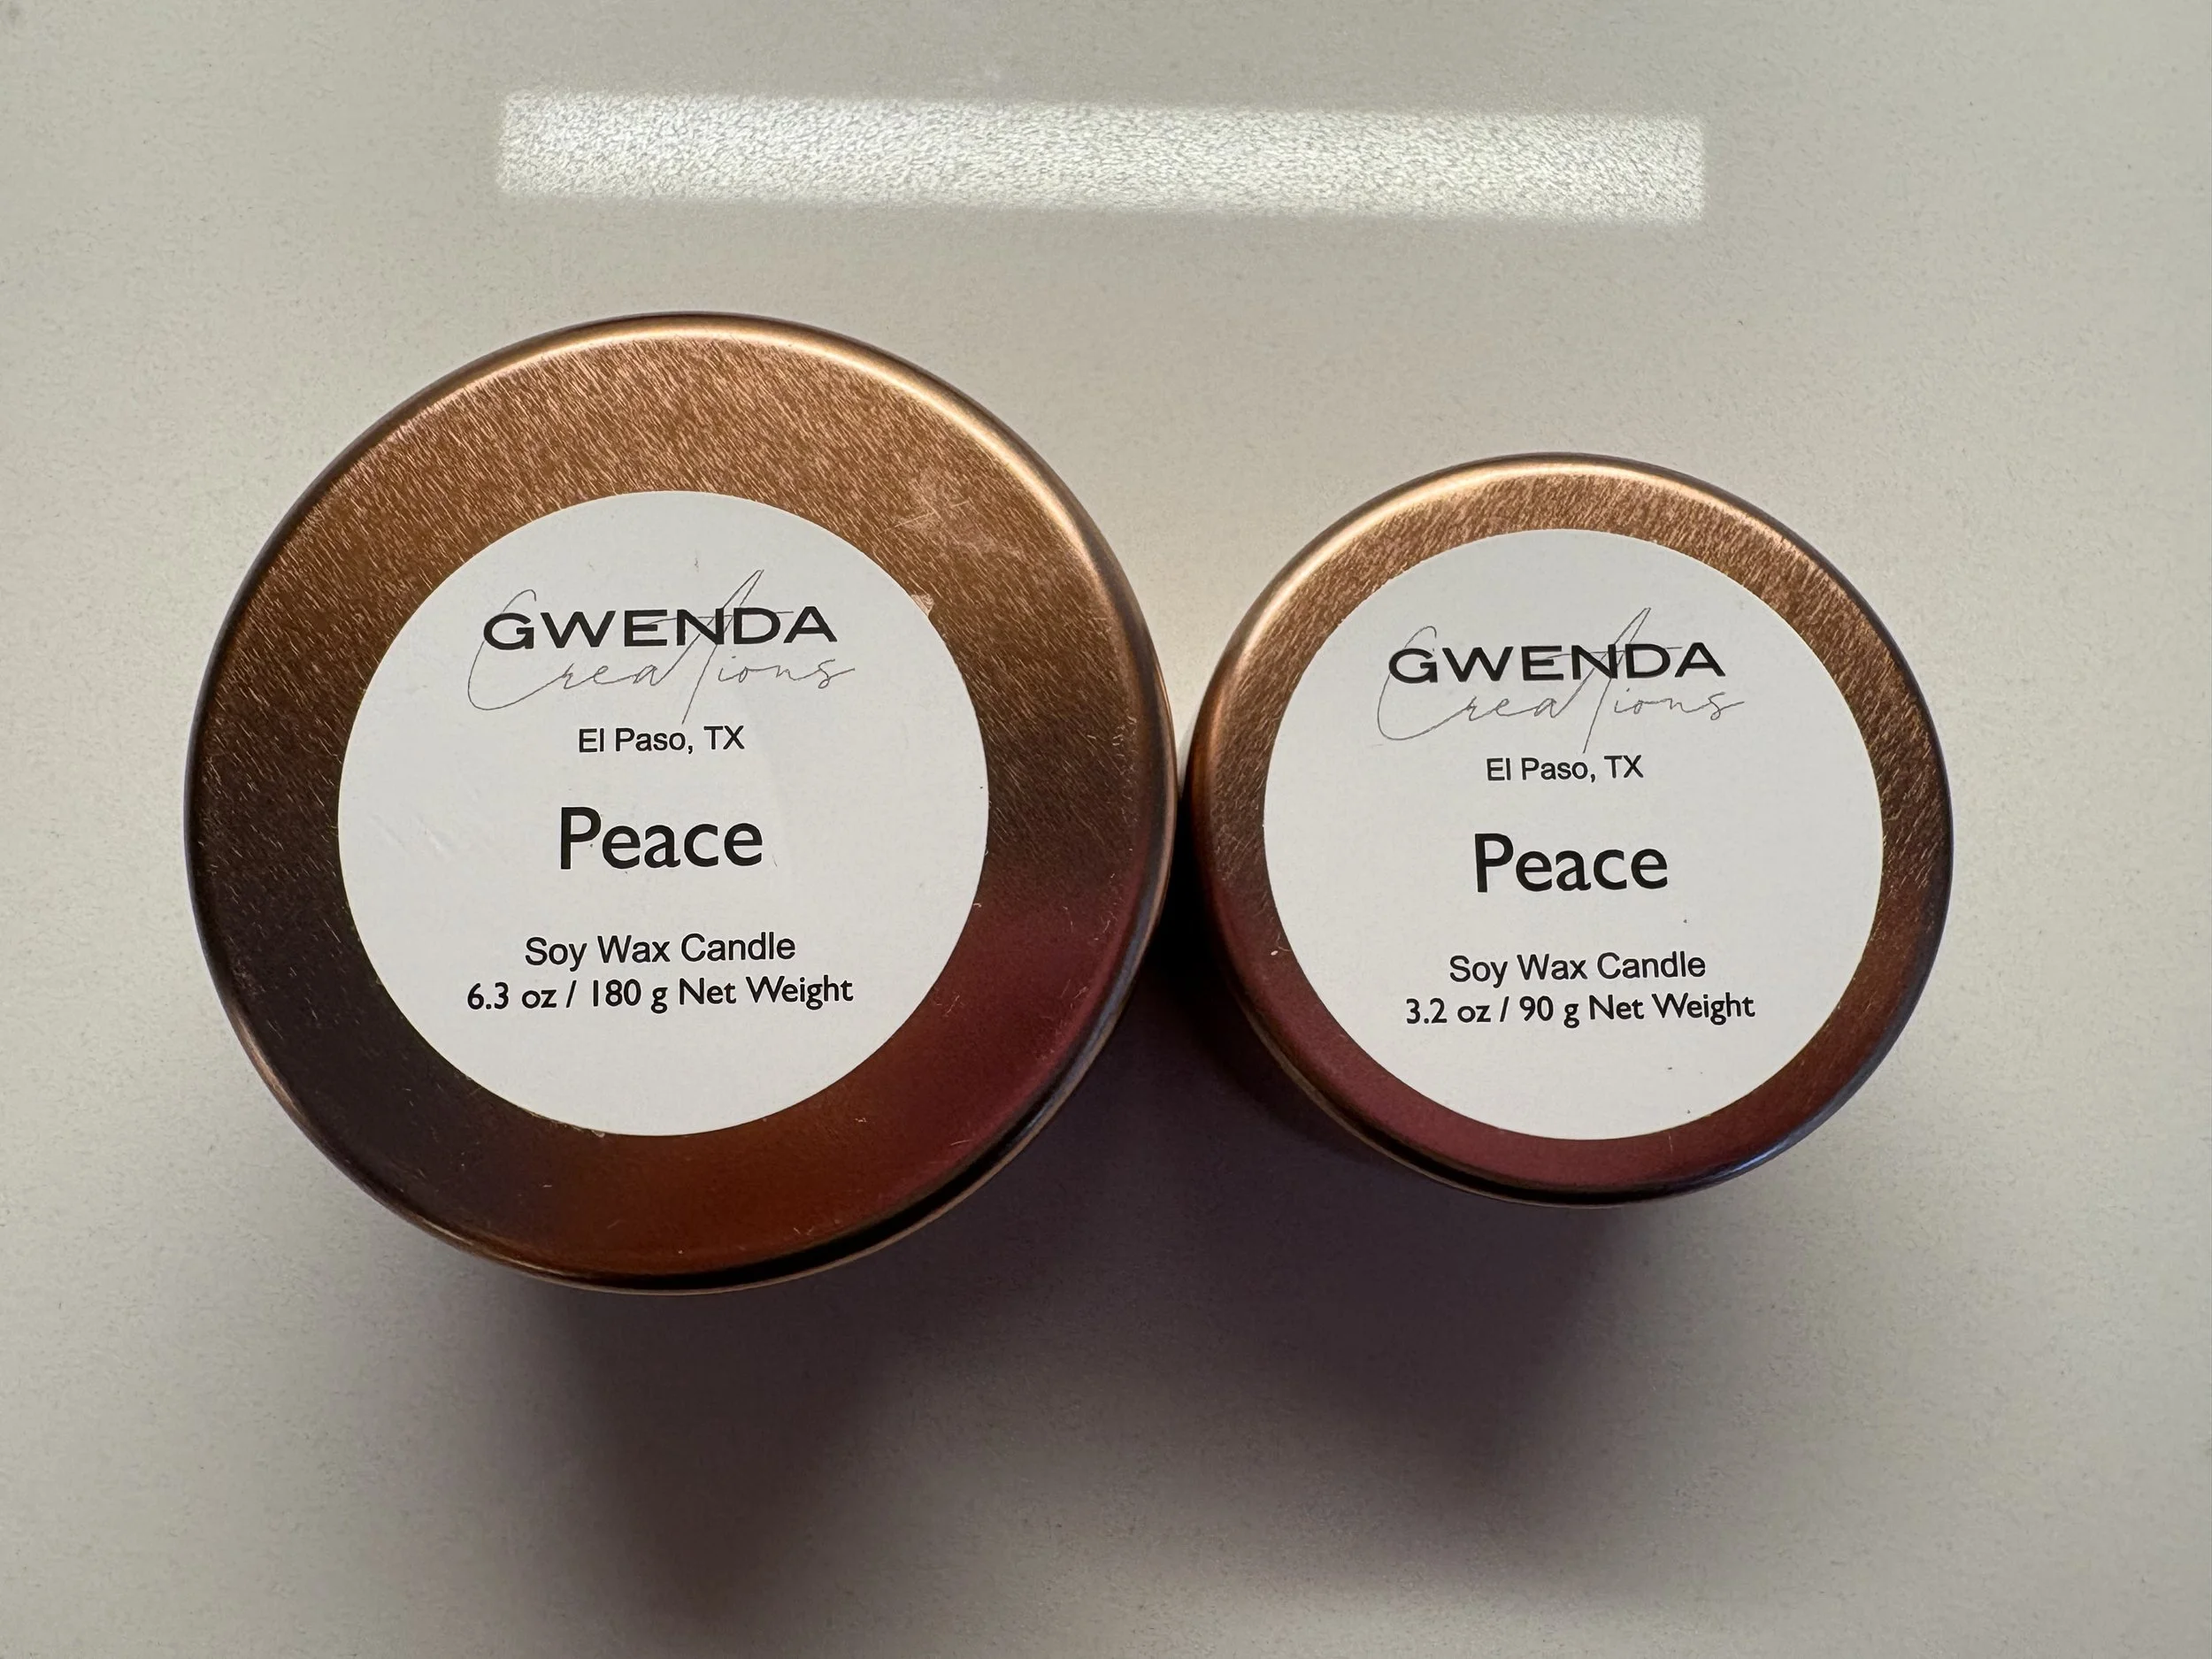 GWENDA
Creations
El Paso, TX
Peace
Soy Wax Candle
6.3 oz / 180 g Net Weight
GWENDA
Creations
El Paso, TX
Peace
Soy Wax Candle
3.2 oz / 90 g Net Weight